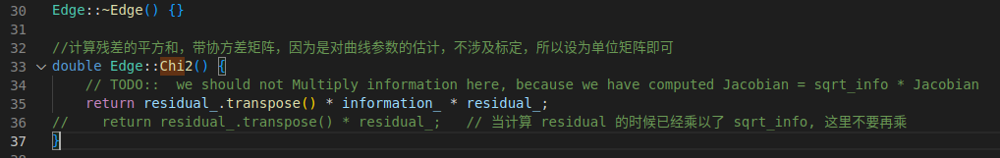 30 Edge::~Edge() {}
31
32 //计算残差的平方和，带协方差矩阵，因为是对曲线参数的估计，不涉及标定，所以设为单位矩阵即可
33 double Edge::Chi2() {
34     // TODO::  we should not Multiply information here, because we have computed Jacobian = sqrt_info * Jacobian
35     return residual_.transpose() * information_ * residual_;
36 //    return residual_.transpose() * residual_;   // 当计算 residual 的时候已经乘以了 sqrt_info, 这里不要再乘
37 }